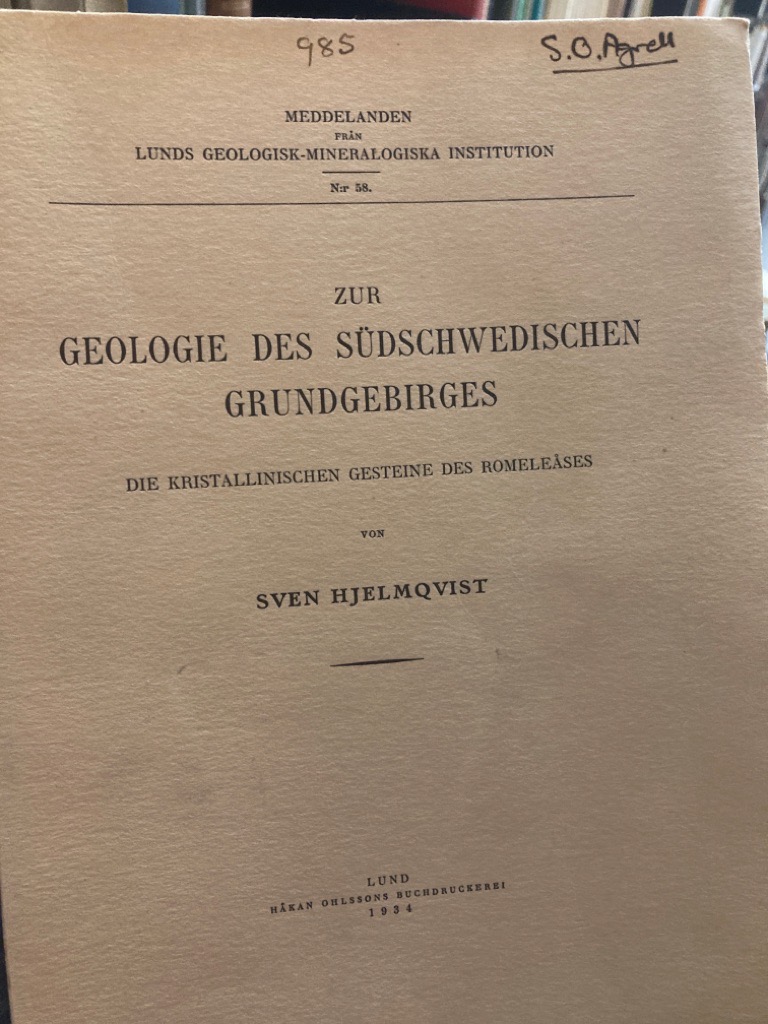 985
S.O. Agrell
MEDDELANDEN
FRÅN
LUNDS GEOLOGISK-MINERALOGISKA INSTITUTION
N:r 58.
ZUR
GEOLOGIE DES SÜDSCHWEDISCHEN
GRUNDGEBIRGES
DIE KRISTALLINISCHEN GESTEINE DES ROMELEÅSES
VON
SVEN HJELMQVIST
LUND
HÅKAN OHLSSONS BUCHDRUCKEREI
1934